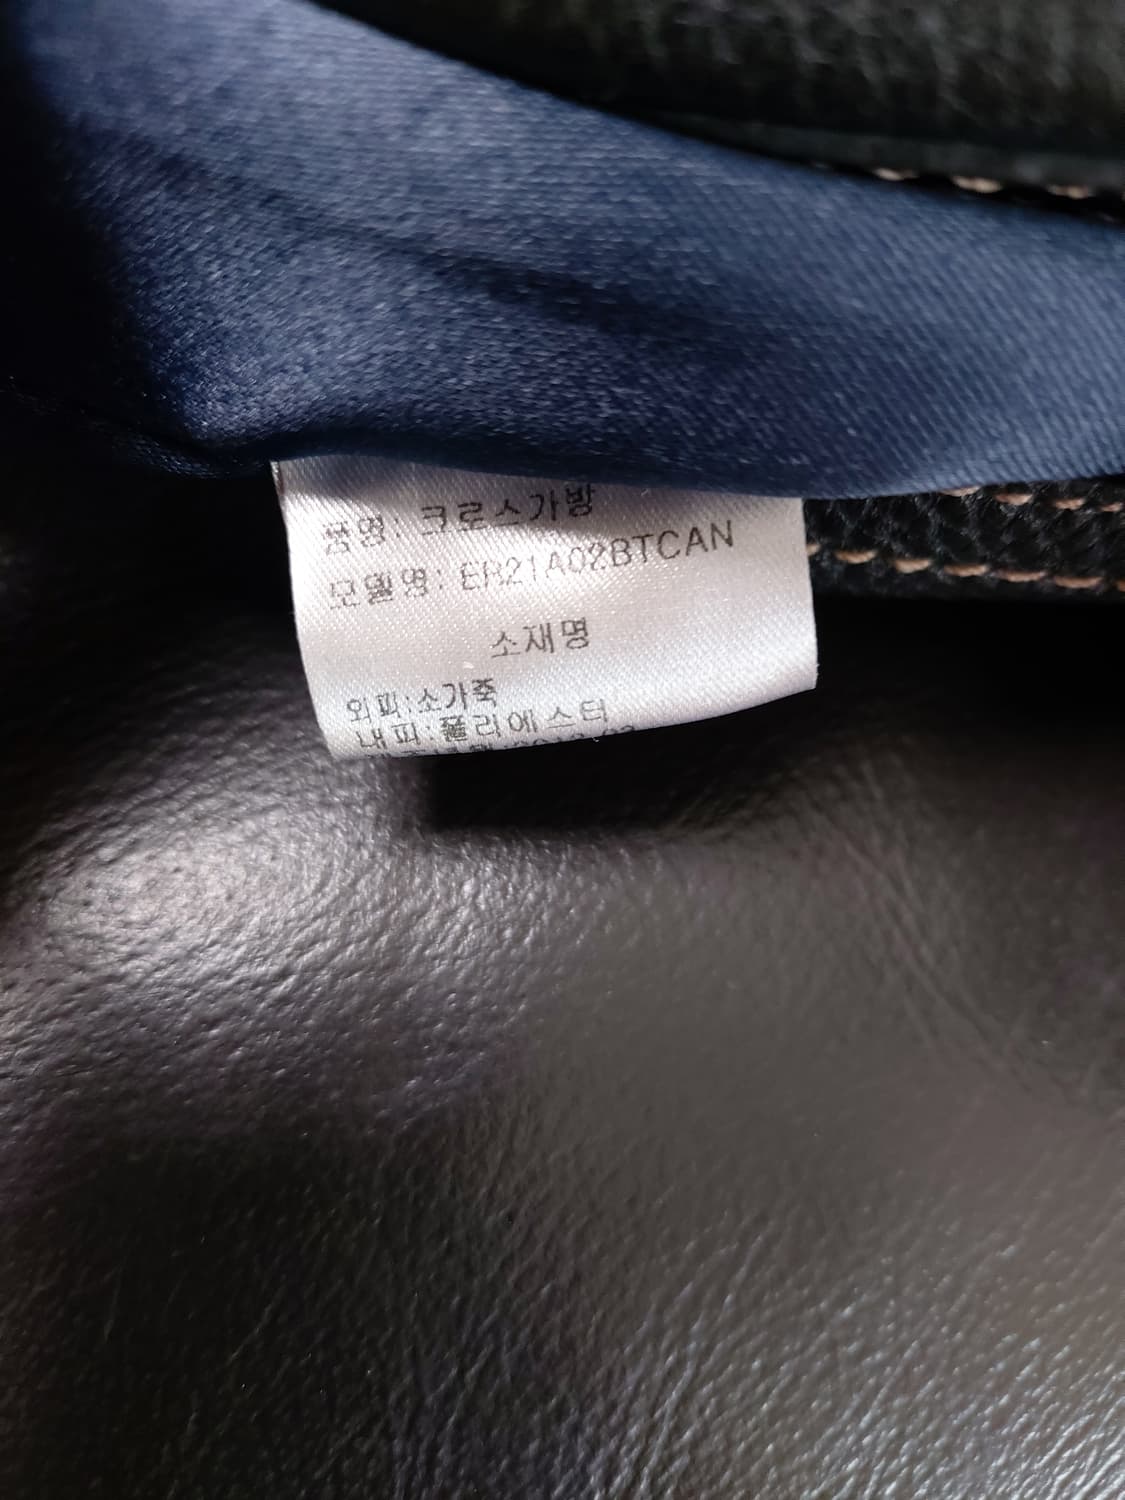 품명: 크로스가방
모델명: EB21A02BTCAN
소재명
외피:소가죽
내피:폴리에스터